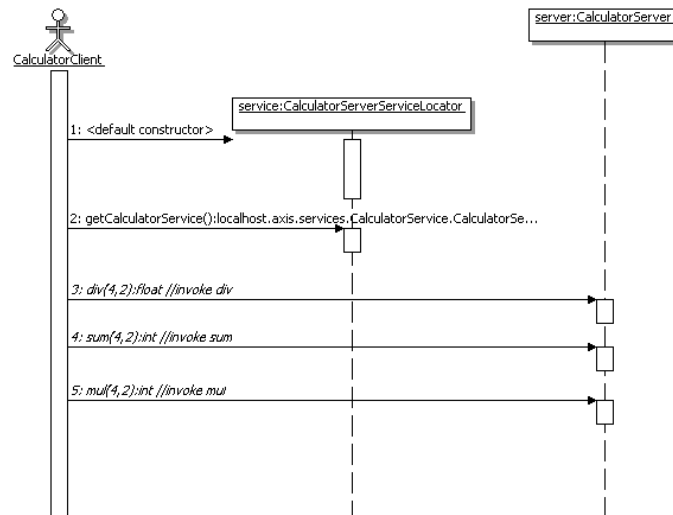 server:CalculatorServer
CalculatorClient
service:CalculatorServerServiceLocator
1: <default constructor>
2: getCalculatorService():localhost.axis.services.CalculatorService.CalculatorSe...
3: div(4,2):float //invoke div
4: sum(4,2):int //invoke sum
5: mul(4,2):int //invoke mul